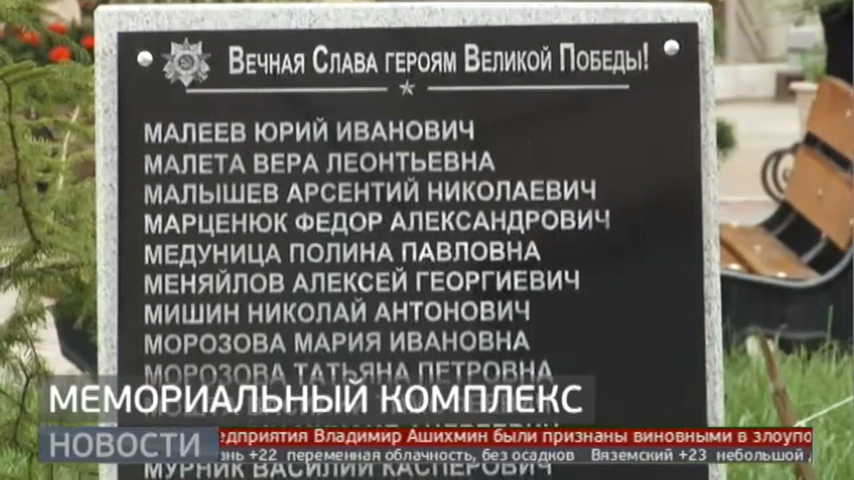 Вечная Слава героям Великой Победы!
МАЛЕЕВ ЮРИЙ ИВАНОВИЧ
МАЛЕТА ВЕРА ЛЕОНТЬЕВНА
МАЛЫШЕВ АРСЕНТИЙ НИКОЛАЕВИЧ
МАРЦЕНЮК ФЕДОР АЛЕКСАНДРОВИЧ
МЕДУНИЦА ПОЛИНА ПАВЛОВНА
МЕНЯЙЛОВ АЛЕКСЕЙ ГЕОРГИЕВИЧ
МИШИН НИКОЛАЙ АНТОНОВИЧ
МОРОЗОВА МАРИЯ ИВАНОВНА
МОРОЗОВА ТАТЬЯНА ПЕТРОВНА
МЕМОРИАЛЬНЫЙ КОМПЛЕКС
НОВОСТИ
едприятия Владимир Ашихмин были признаны виновными в злоупо
нь +22 переменная облачность, без осадков Вяземский +23 небольшой д
МУРНИК ВАСИЛИЙ КАСПЕРОВИЧ